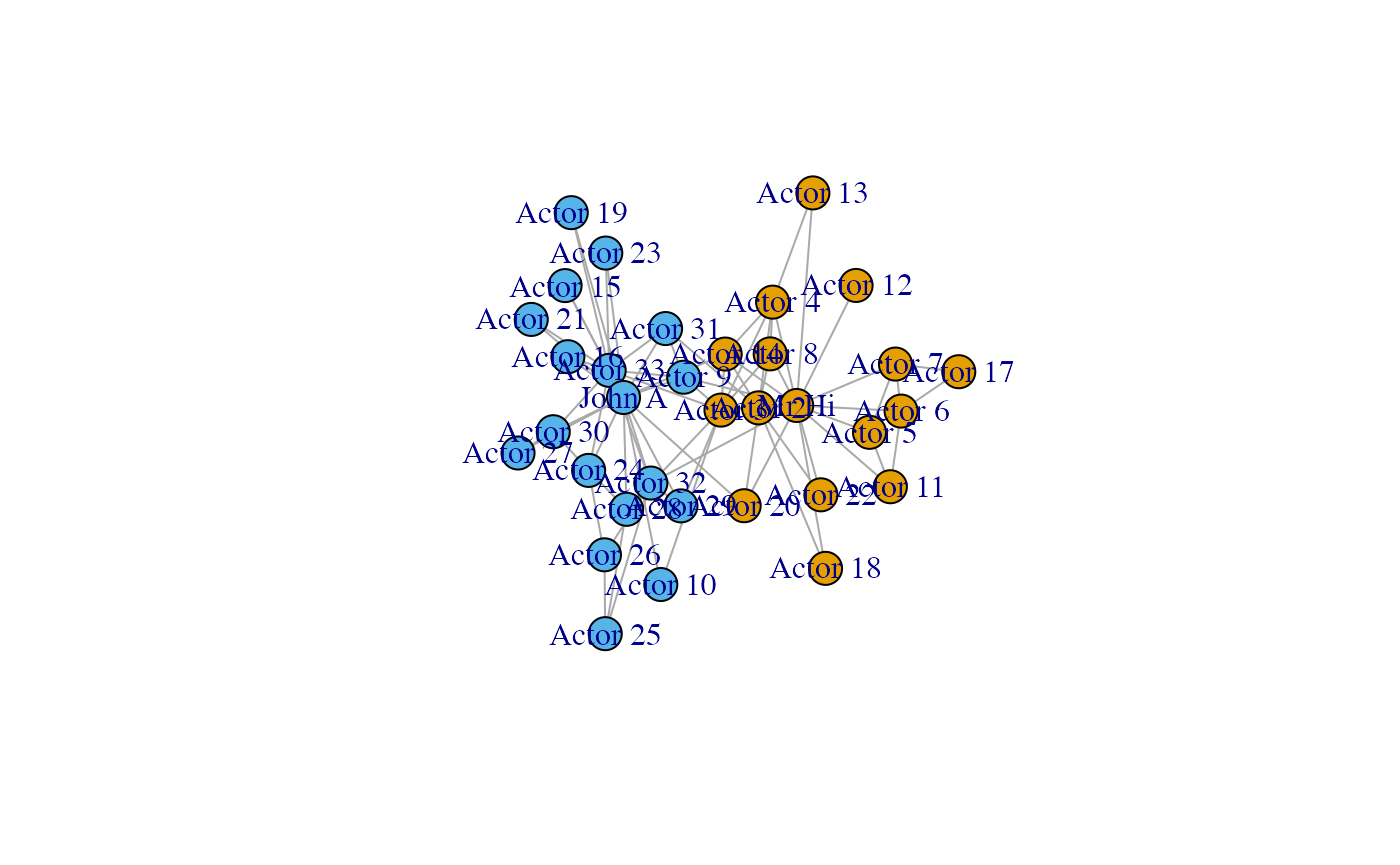 Actor 13
Actor 19
Actor 23
Actor 12
Actor 15
Actor 4
Actor 21
Actor 31
Actor 16
Actor 14
Actor 8
Actor 7
Actor 33
Actor 17
Actor 9
John A
Actor 3
Actor 2
Mr Hi
Actor 6
Actor 30
Actor 5
Actor 27
Actor 24
Actor 32
Actor 11
Actor 22
Actor 28
Actor 29
Actor 20
Actor 26
Actor 18
Actor 10
Actor 25